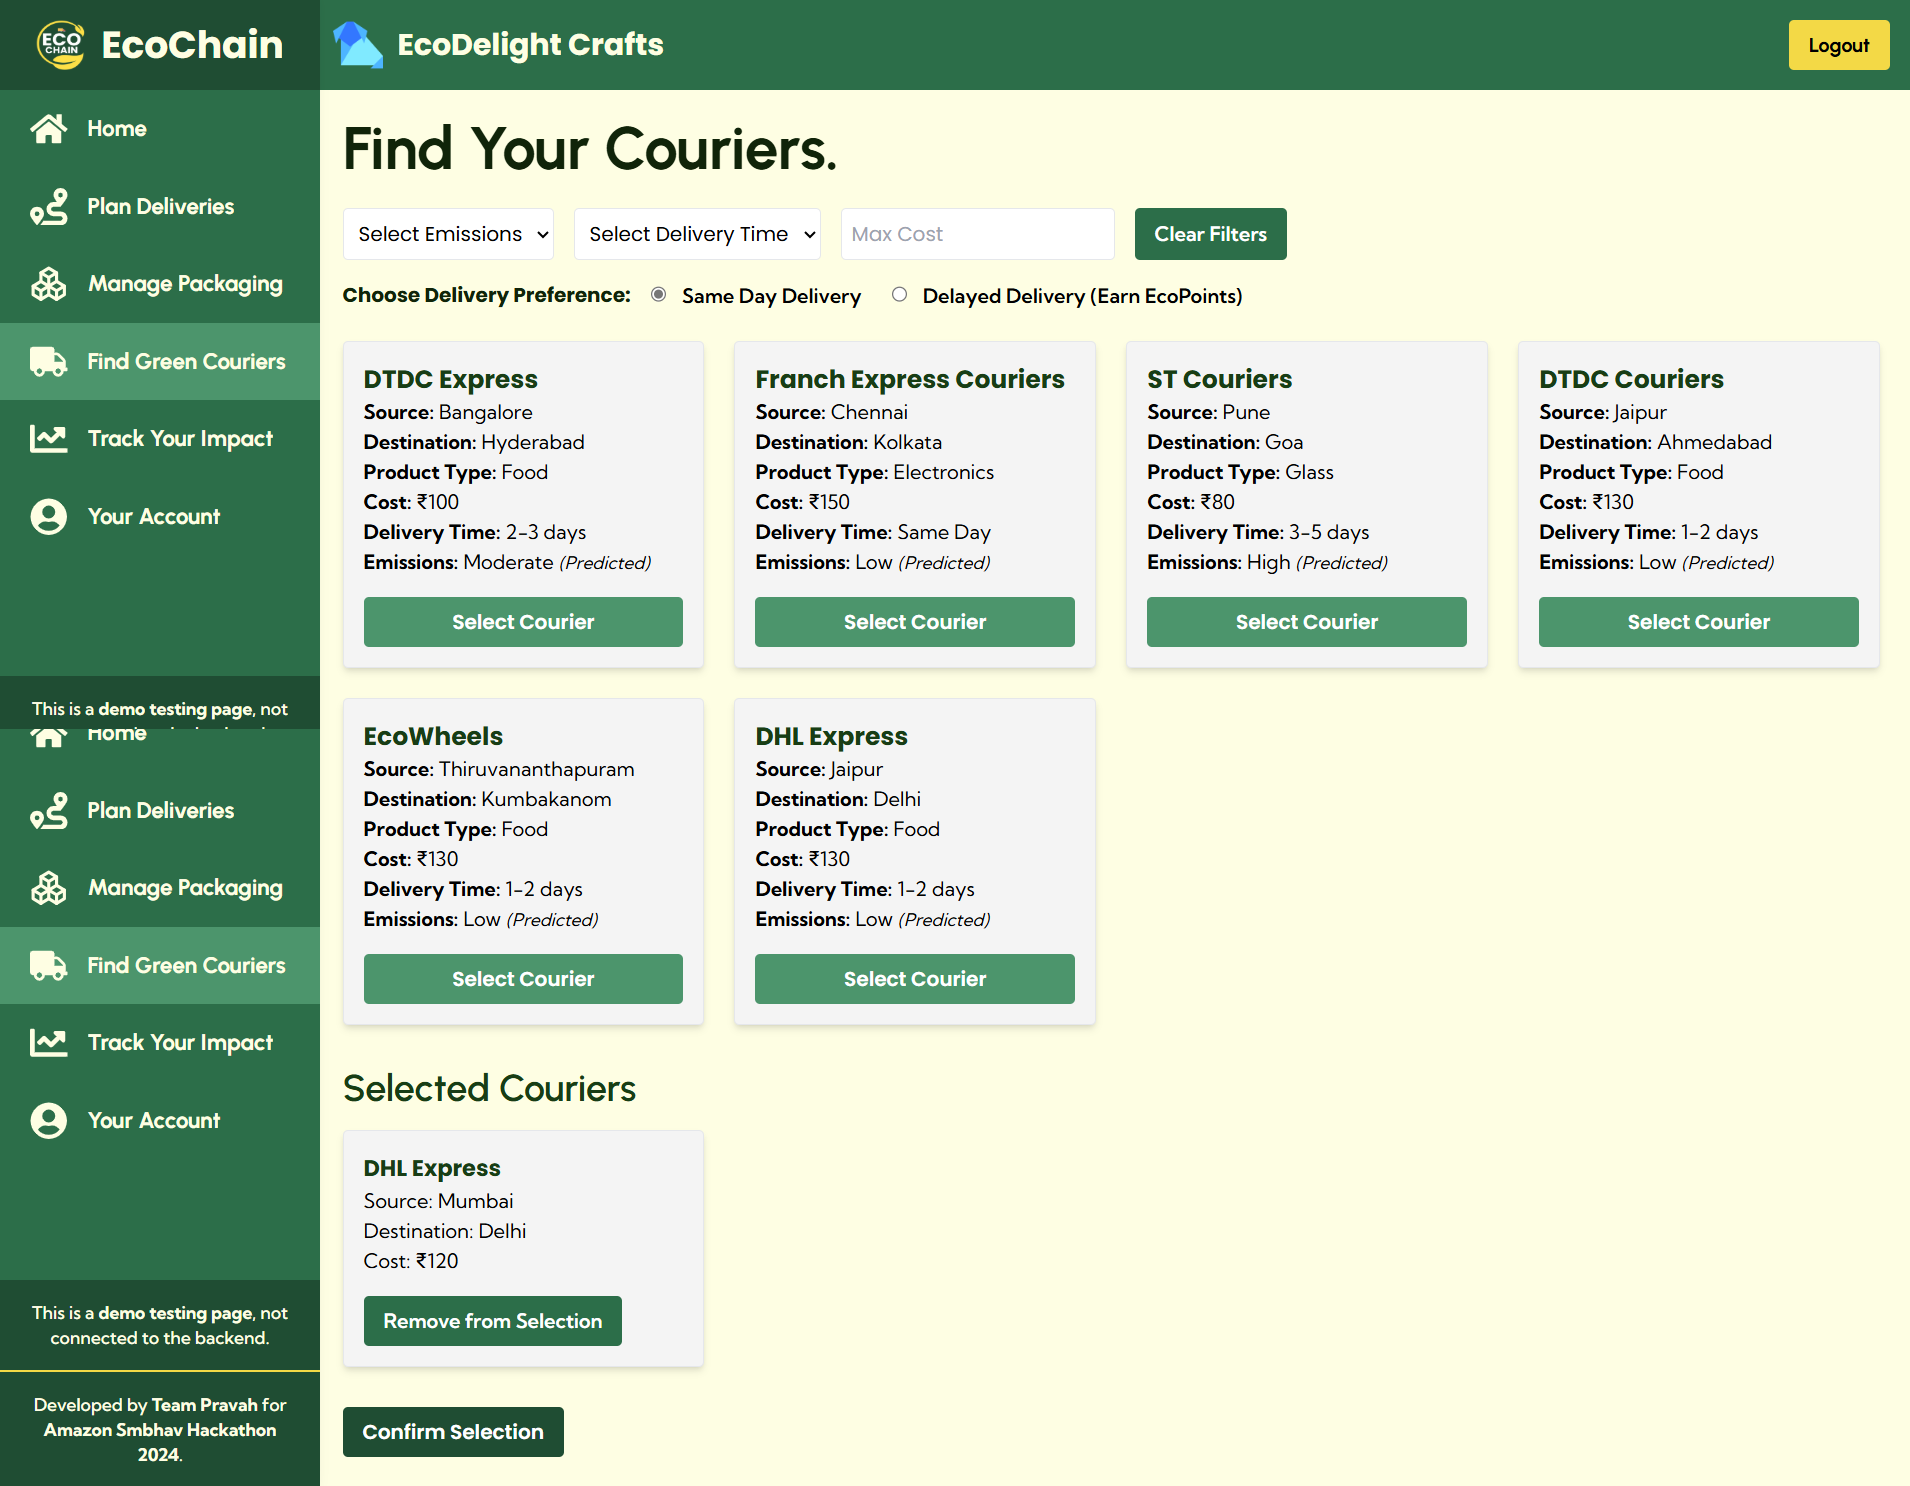 ECO
CHAIN
EcoChain
EcoDelight Crafts
Logout
Home
Plan Deliveries
Manage Packaging
Find Green Couriers
Track Your Impact
Your Account
This is a demo testing page, not
Home
Plan Deliveries
Manage Packaging
Find Green Couriers
Track Your Impact
Your Account
This is a demo testing page, not
connected to the backend.
Developed by Team Pravah for
Amazon Smbhav Hackathon
2024.
Find Your Couriers.
Select Emissions
Select Delivery Time
Max Cost
Clear Filters
Choose Delivery Preference:
Same Day Delivery
Delayed Delivery (Earn EcoPoints)
DTDC Express
Source: Bangalore
Destination: Hyderabad
Product Type: Food
Cost: ₹100
Delivery Time: 2-3 days
Emissions: Moderate (Predicted)
Select Courier
Franch Express Couriers
Source: Chennai
Destination: Kolkata
Product Type: Electronics
Cost: ₹150
Delivery Time: Same Day
Emissions: Low (Predicted)
Select Courier
ST Couriers
Source: Pune
Destination: Goa
Product Type: Glass
Cost: ₹80
Delivery Time: 3-5 days
Emissions: High (Predicted)
Select Courier
DTDC Couriers
Source: Jaipur
Destination: Ahmedabad
Product Type: Food
Cost: ₹130
Delivery Time: 1-2 days
Emissions: Low (Predicted)
Select Courier
EcoWheels
Source: Thiruvananthapuram
Destination: Kumbakanom
Product Type: Food
Cost: ₹130
Delivery Time: 1-2 days
Emissions: Low (Predicted)
Select Courier
DHL Express
Source: Jaipur
Destination: Delhi
Product Type: Food
Cost: ₹130
Delivery Time: 1-2 days
Emissions: Low (Predicted)
Select Courier
Selected Couriers
DHL Express
Source: Mumbai
Destination: Delhi
Cost: ₹120
Remove from Selection
Confirm Selection